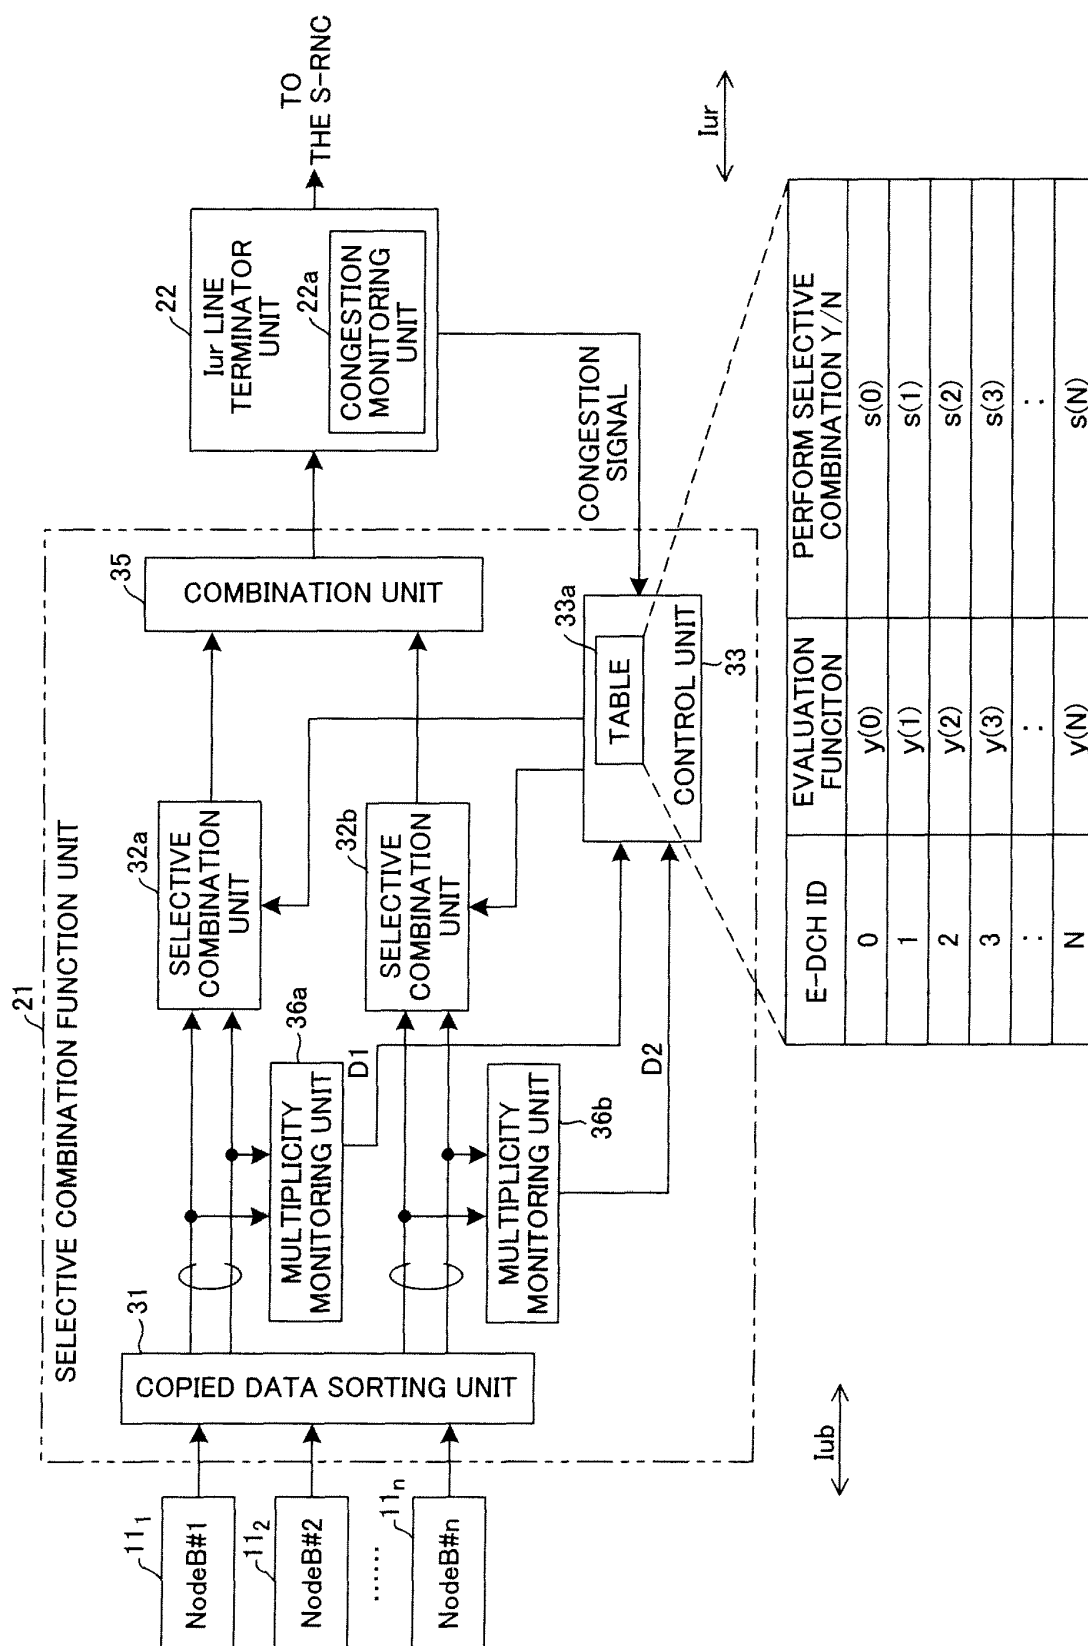 SELECTIVE COMBINATION FUNCTION UNIT
21
11₁
NodeB#1
11₂
NodeB#2
......
11ₙ
NodeB#n
Iub
31
COPIED DATA SORTING UNIT
36a
MULTIPLICITY
MONITORING UNIT
D1
36b
MULTIPLICITY
MONITORING UNIT
D2
32a
SELECTIVE
COMBINATION
UNIT
32b
SELECTIVE
COMBINATION
UNIT
33a
TABLE
CONTROL UNIT
33
35
COMBINATION UNIT
CONGESTION
SIGNAL
22
Iur LINE
TERMINATOR
UNIT
22a
CONGESTION
MONITORING
UNIT
TO
THE S-RNC
Iur
E-DCH ID
EVALUATION
FUNCITON
PERFORM SELECTIVE
COMBINATION Y/N
0 y(0) s(0)
1 y(1) s(1)
2 y(2) s(2)
3 y(3) s(3)
: : :
N y(N) s(N)